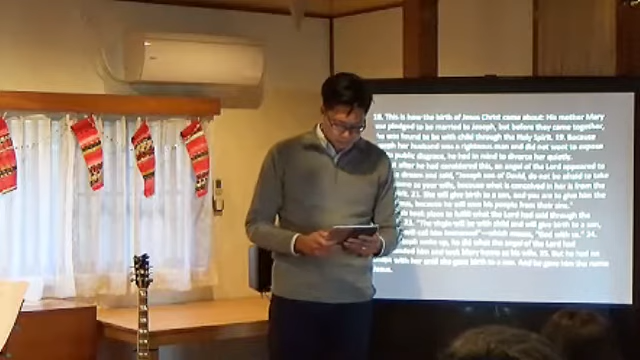 18. This is how the birth of Jesus Christ came about: His mother Mary
was pledged to be married to Joseph, but before they came together,
he was found to be with child through the Holy Spirit. 19. Because
her husband was a righteous man and did not want to expose
public disgrace, he had in mind to divorce her quietly.
after he had considered this, an angel of the Lord appeared to
dream and said, "Joseph son of David, do not be afraid to take
home as your wife, because what is conceived in her is from the
21. She will give birth to a son, and you are to give him the
because he will save his people from their sins."
took place to fulfill what the Lord had said through the
23. "The virgin will be with child and will give birth to a son,
will call him Immanuel"—which means, "God with us." 24.
woke up, he did what the angel of the Lord had
him and took Mary home as his wife. 25. But he had no
with her until she gave birth to a son. And he gave him the name
Jesus.